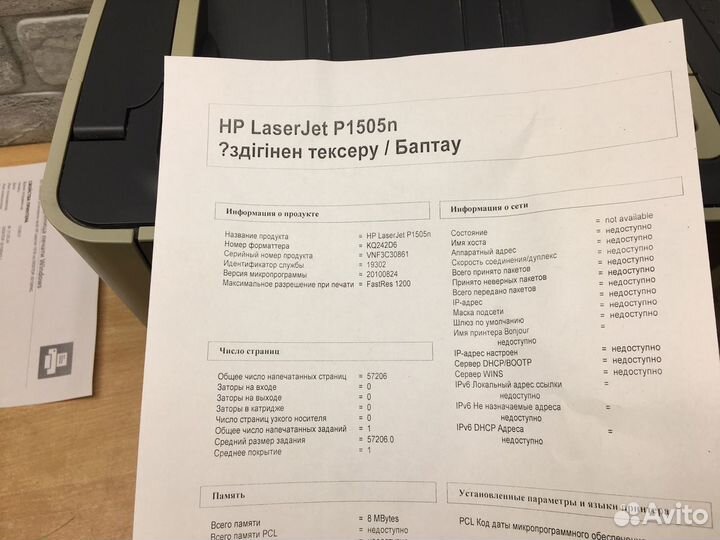 HP LaserJet P1505n
?здігінен тексеру / Баптау
Информация о продукте
Название продукта = HP LaserJet P1505n
Номер форматтера = KQ242D6
Серийный номер продукта = VNF3C30861
Идентификатор службы = 19302
Версия микропрограммы = 20100824
Максимальное разрешение при печати = FastRes 1200
Число страниц
Общее число напечатанных страниц = 57206
Заторы на входе = 0
Заторы на выходе = 0
Заторы в катридже = 0
Число страниц узкого носителя = 0
Общее число напечатанных заданий = 1
Средний размер задания = 57206.0
Среднее покрытие = 1
Память
Всего памяти = 8 MBytes
Всего памяти PCL = недоступно
Информация о сети
Состояние = not available
Имя хоста = недоступно
Аппаратный адрес = недоступно
Скорость соединения/дуплекс = недоступно
Всего принято пакетов = недоступно
Принято неверных пакетов = недоступно
Всего передано пакетов = недоступно
IP-адрес = недоступно
Маска подсети = недоступно
Шлюз по умолчанию = недоступно
Имя принтера Bonjour =
недоступно
IP-адрес настроен = недоступно
Сервер DHCP/BOOTP = недоступно
Сервер WINS = недоступно
IPv6 Локальный адрес ссылки =
недоступно
IPv6 Не назначаемые адреса =
недоступно
IPv6 DHCP Адреса =
недоступно
Установленные параметры и языки принтера
PCL Код даты микропрограммного
Avito